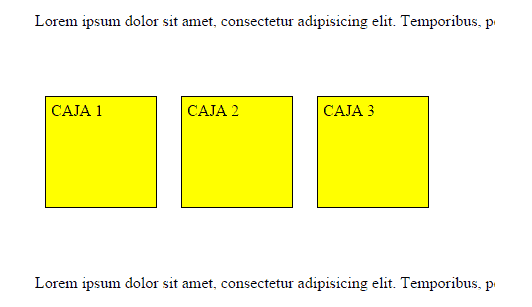 Lorem ipsum dolor sit amet, consectetur adipisicing elit. Temporibus,
CAJA 1 CAJA 2 CAJA 3
Lorem ipsum dolor sit amet, consectetur adipisicing elit. Temporibus,